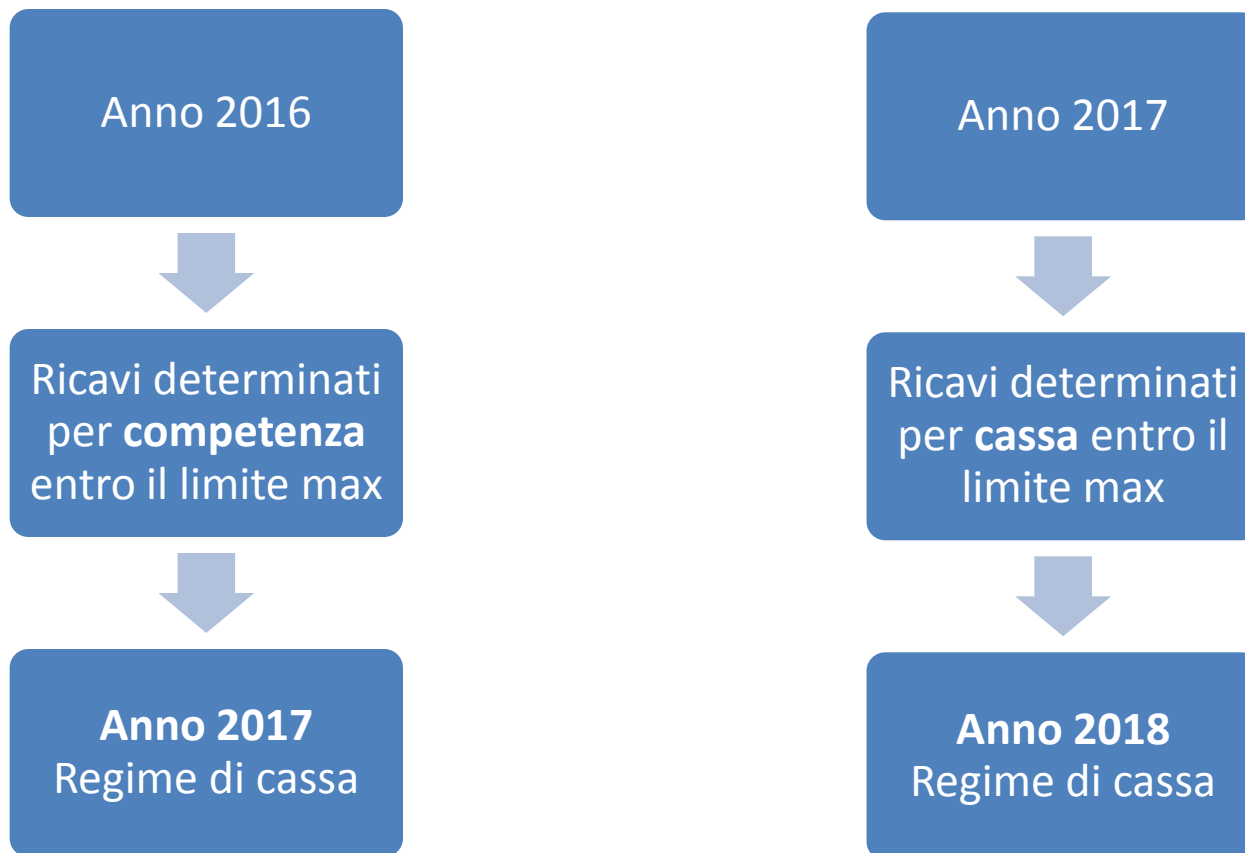 Anno 2016
Ricavi determinati
per competenza
entro il limite max
Anno 2017
Regime di cassa
Anno 2017
Ricavi determinati
per cassa entro il
limite max
Anno 2018
Regime di cassa